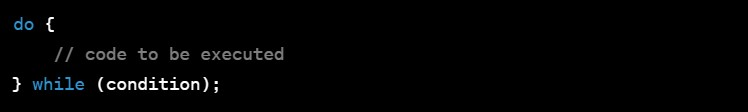 do {
    // code to be executed
} while (condition);